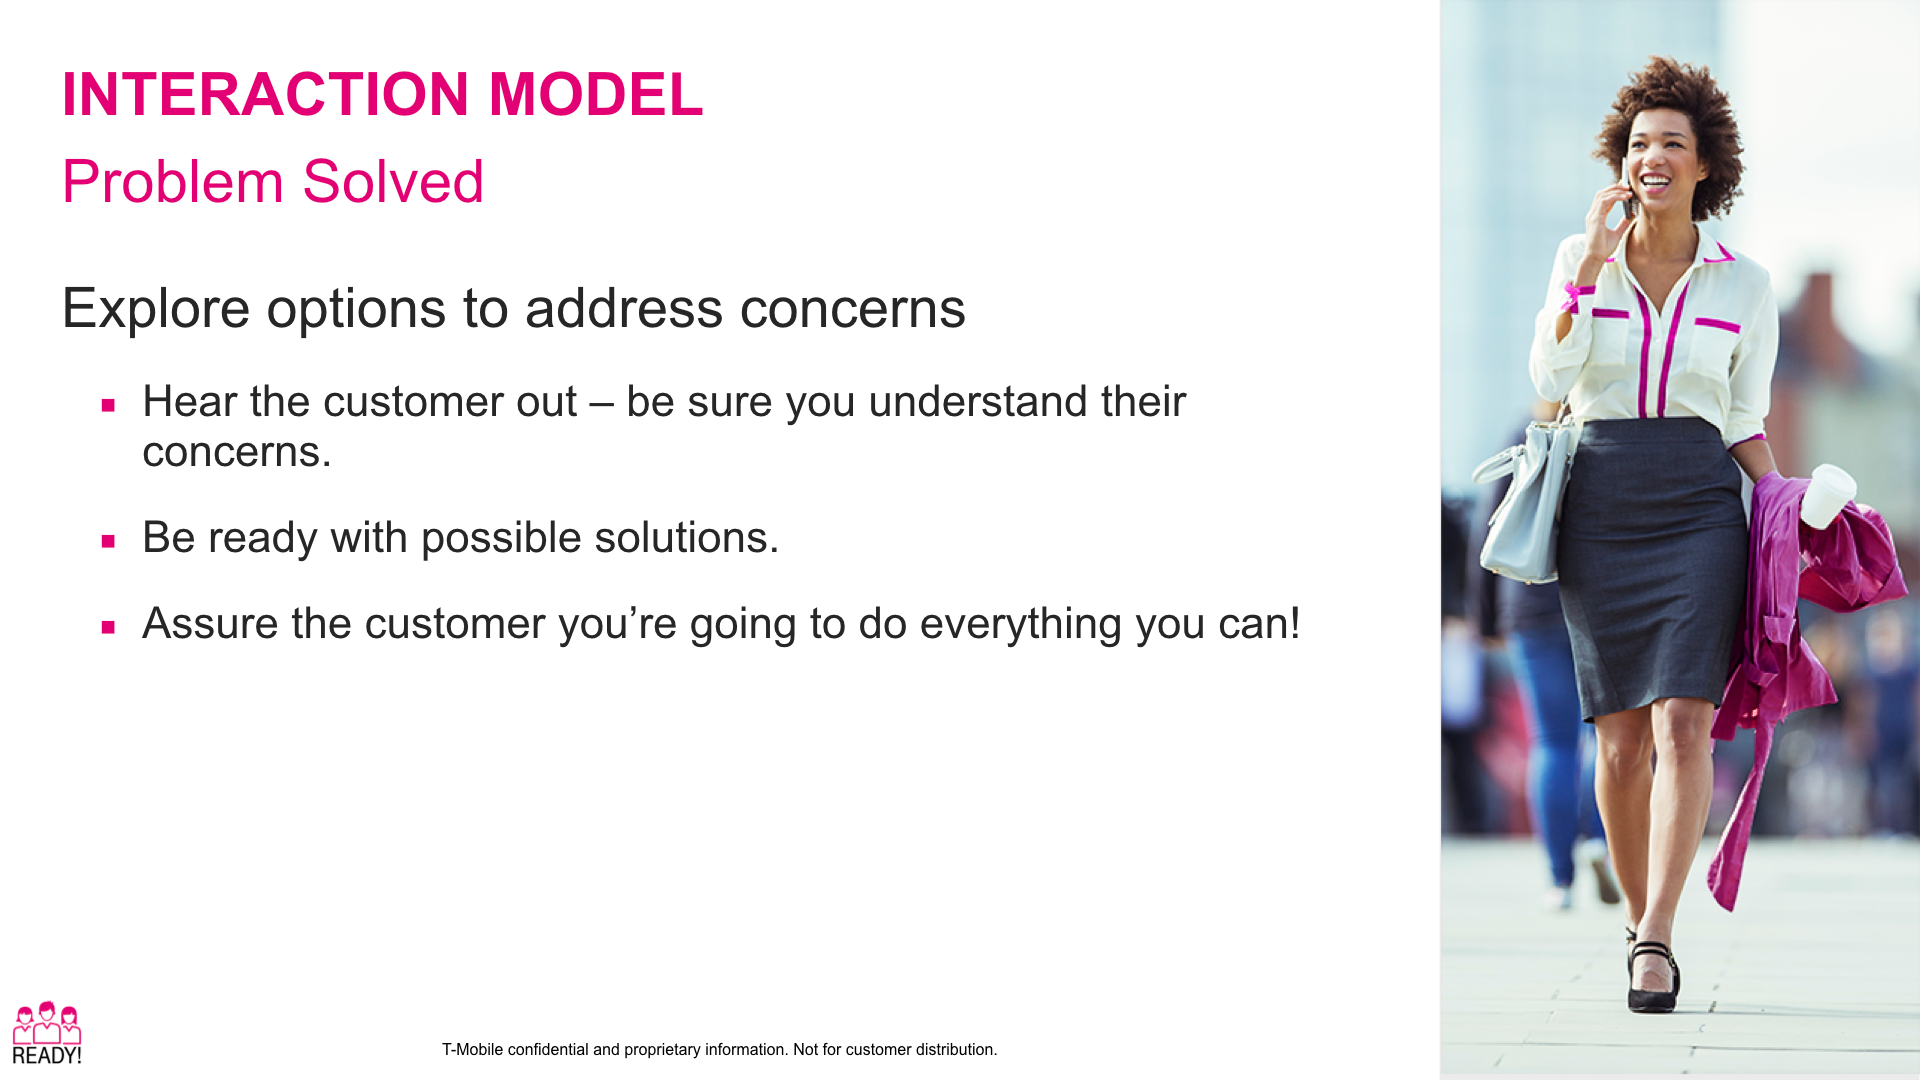 INTERACTION MODEL
Problem Solved
Explore options to address concerns
▪ Hear the customer out – be sure you understand their
concerns.
▪ Be ready with possible solutions.
▪ Assure the customer you’re going to do everything you can!
READY!
T-Mobile confidential and proprietary information. Not for customer distribution.